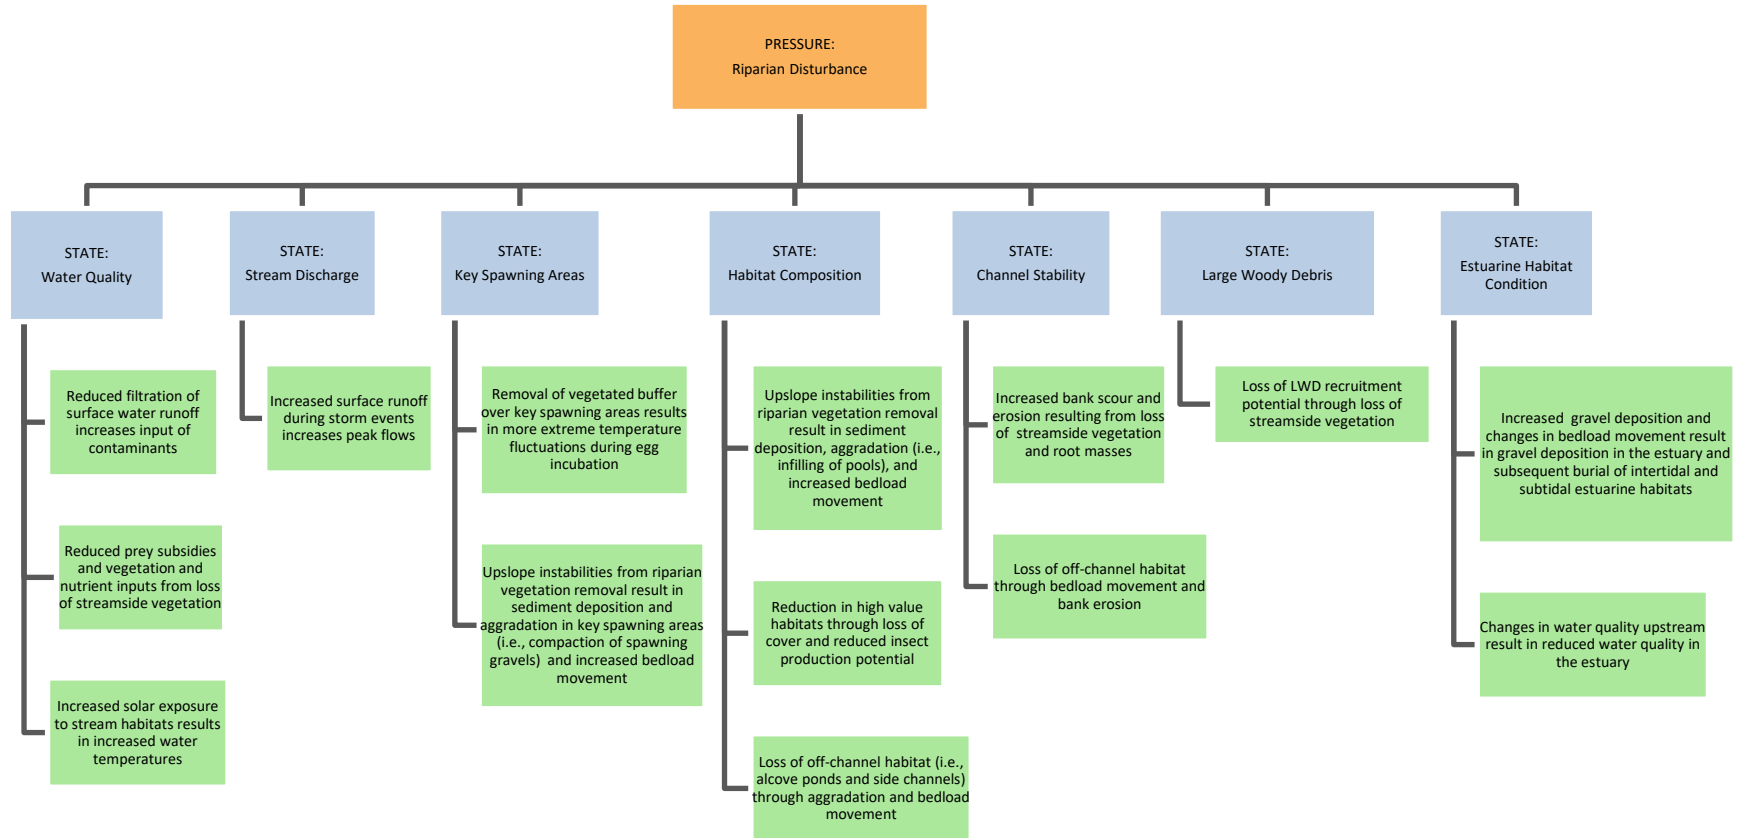 PRESSURE:
Riparian Disturbance
STATE:
Water Quality
Reduced filtration of
surface water runoff
increases input of
contaminants
Reduced prey subsidies
and vegetation and
nutrient inputs from loss
of streamside vegetation
Increased solar exposure
to stream habitats results
in increased water
temperatures
STATE:
Stream Discharge
Increased surface runoff
during storm events
increases peak flows
STATE:
Key Spawning Areas
Removal of vegetated buffer
over key spawning areas results
in more extreme temperature
fluctuations during egg
incubation
Upslope instabilities from riparian
vegetation removal result in
sediment deposition and
aggradation in key spawning areas
(i.e., compaction of spawning
gravels) and increased bedload
movement
STATE:
Habitat Composition
Upslope instabilities from
riparian vegetation removal
result in sediment
deposition, aggradation (i.e.,
infilling of pools), and
increased bedload
movement
Reduction in high value
habitats through loss of
cover and reduced insect
production potential
Loss of off-channel habitat (i.e.,
alcove ponds and side channels)
through aggradation and bedload
movement
STATE:
Channel Stability
Increased bank scour and
erosion resulting from loss
of streamside vegetation
and root masses
Loss of off-channel habitat
through bedload movement and
bank erosion
STATE:
Large Woody Debris
Loss of LWD recruitment
potential through loss of
streamside vegetation
STATE:
Estuarine Habitat
Condition
Increased gravel deposition and
changes in bedload movement result
in gravel deposition in the estuary and
subsequent burial of intertidal and
subtidal estuarine habitats
Changes in water quality upstream
result in reduced water quality in
the estuary